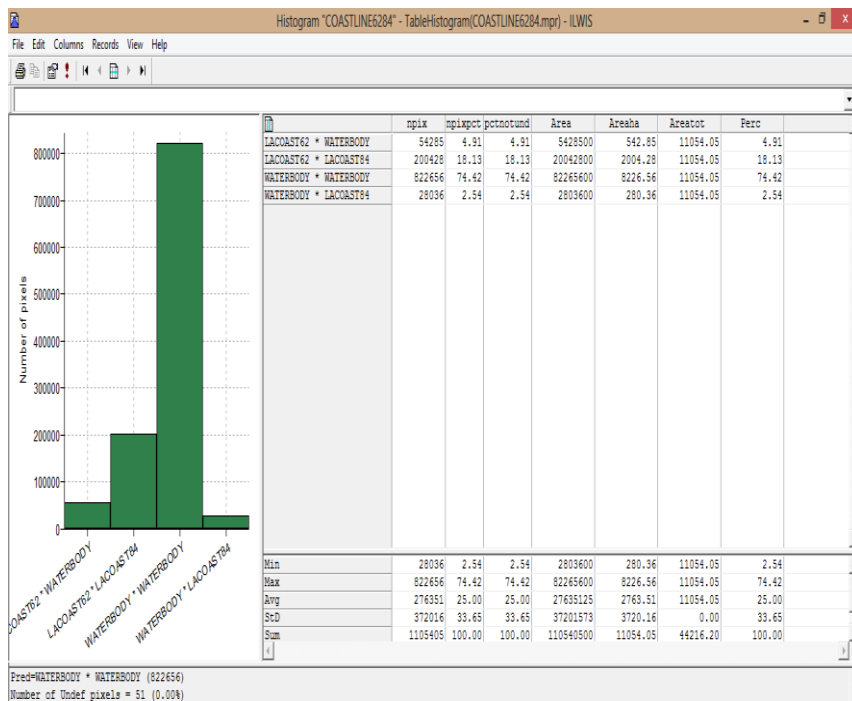 Histogram "COASTLINE6284" - TableHistogram(COASTLINE6284.mpr) - ILWIS
File Edit Columns Records View Help
npix npixpct pctnotund Area Areaha Areatot Perc
LACOAST62 * WATERBODY 54285 4.91 4.91 5428500 542.85 11054.05 4.91
LACOAST62 * LACOAST84 200428 18.13 18.13 20042800 2004.28 11054.05 18.13
WATERBODY * WATERBODY 822656 74.42 74.42 82265600 8226.56 11054.05 74.42
WATERBODY * LACOAST84 28036 2.54 2.54 2803600 280.36 11054.05 2.54
Number of pixels
800000
700000
600000
500000
400000
300000
200000
100000
0
COAST62 * WATERBODY
LACOAST62 * LACOAST84
WATERBODY * WATERBODY
WATERBODY * LACOAST84
Min 28036 2.54 2.54 2803600 280.36 11054.05 2.54
Max 822656 74.42 74.42 82265600 8226.56 11054.05 74.42
Avg 276351 25.00 25.00 27635125 2763.51 11054.05 25.00
StD 372016 33.65 33.65 37201573 3720.16 0.00 33.65
Sum 1105405 100.00 100.00 110540500 11054.05 44216.20 100.00
Pred=WATERBODY * WATERBODY (822656)
Number of Undef pixels = 51 (0.00%)